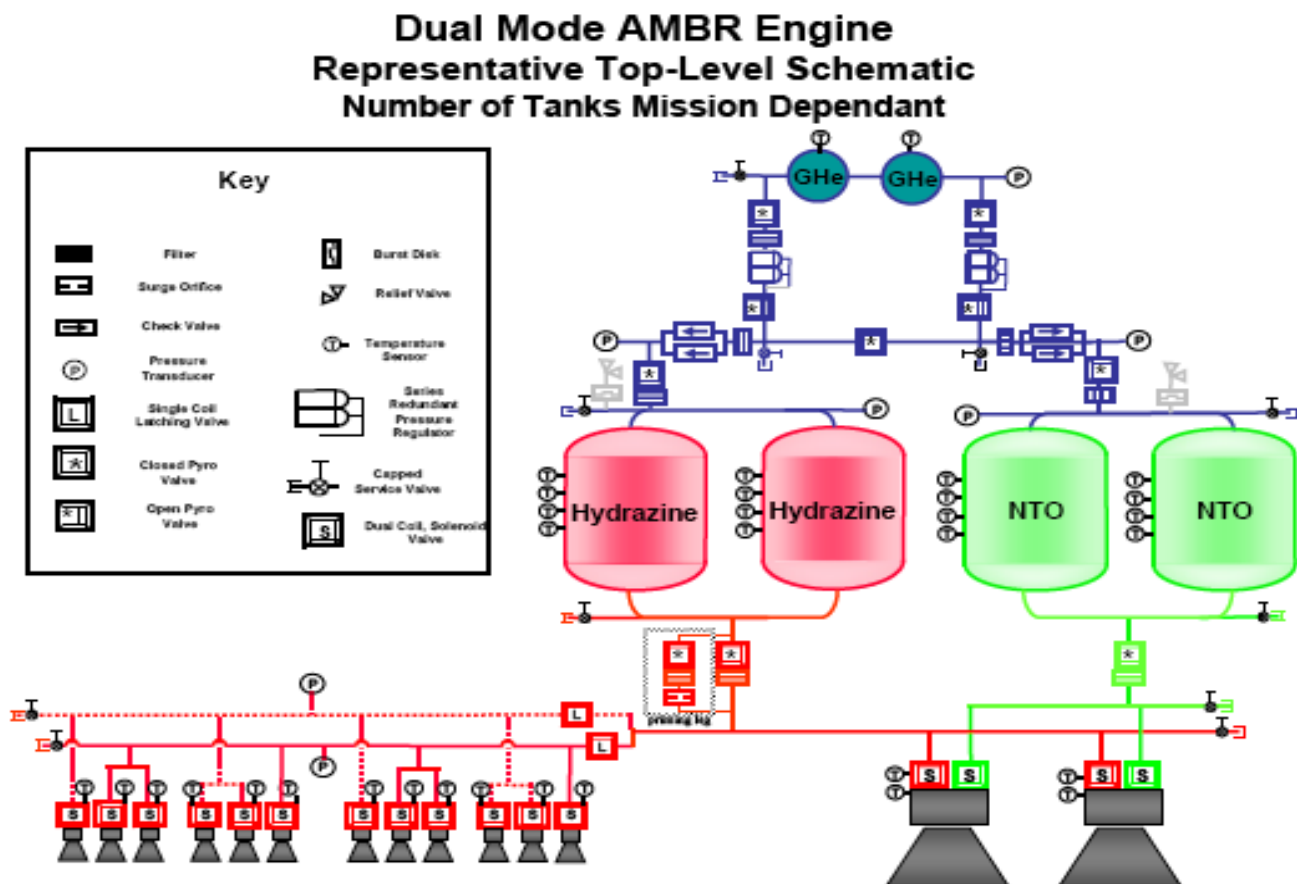 Dual Mode AMBR Engine
Representative Top-Level Schematic
Number of Tanks Mission Dependant
Key
Filter
Surge Orifice
Check Valve
P
Pressure
Transducer
L
Single Coil
Latching Valve
*
Closed Pyro
Valve
*
Open Pyro
Valve
Burst Disk
Relief Valve
T
Temperature
Sensor
Series
Redundant
Pressure
Regulator
Capped
Service Valve
S
Dual Coil, Solenoid
Valve
T T
GHe GHe P
* *
* *
P * P
* *
P P
T T T T
T T T T
Hydrazine Hydrazine NTO NTO
T T T T
T T T T
* * *
priming leg
P
L
L
P
T T T T T T T T T T
S S S S S S S S S S S S
T S S T S S
T T